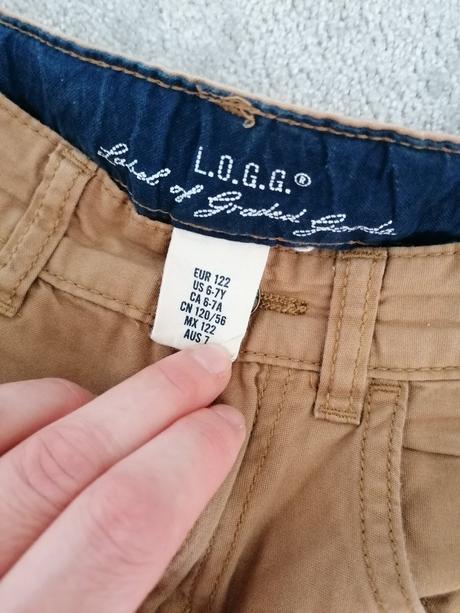 L.O.G.G.®
Label of Graded Goods
EUR 122
US 6-7Y
CA 6-7A
CN 120/56
MX 122
AUS 7